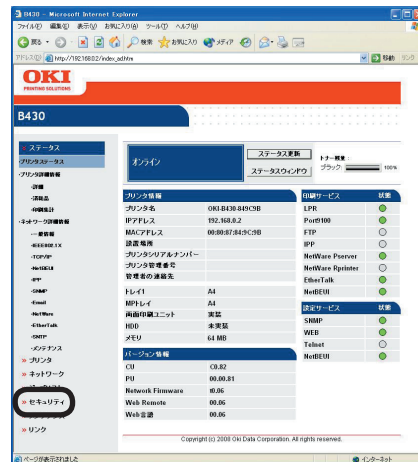 B430 - Microsoft Internet Explorer
ファイル(F) 編集(E) 表示(V) お気に入り(A) ツール(T) ヘルプ(H)
戻る 検索 お気に入り メディア
アドレス(D) http://192.168.0.2/index_ad.htm 移動 リンク
OKI
PRINTING SOLUTIONS
B430
ステータス
・プリンタステータス
・プリンタ詳細情報
-詳細
-消耗品
-印刷集計
・ネットワーク詳細情報
-一般情報
-IEEE802.1X
-TCP/IP
-NetBEUI
-IPP
-SNMP
-Email
-NetWare
-EtherTalk
-SNTP
-メンテナンス
» プリンタ
» ネットワーク
» セキュリティ
» リンク
オンライン
ステータス更新
ステータスウィンドウ
トナー残量:
ブラック: 100%
プリンタ情報
プリンタ名 OKI-B430-849C9B
IPアドレス 192.168.0.2
MACアドレス 00:80:87:84:9C:9B
設置場所
プリンタシリアルナンバー
プリンタ管理番号
管理者の連絡先
トレイ1 A4
MPトレイ A4
両面印刷ユニット 実装
HDD 未実装
メモリ 64 MB
バージョン情報
CU C0.82
PU 00.00.81
Network Firmware t0.06
Web Remote 00.06
Web言語 00.06
印刷サービス 状態
LPR
Port9100
FTP
IPP
NetWare Pserver
NetWare Rprinter
EtherTalk
NetBEUI
設定サービス 状態
SNMP
WEB
Telnet
NetBEUI
Copyright (c) 2008 Oki Data Corporation. All rights reserved.
ページが表示されました インターネット